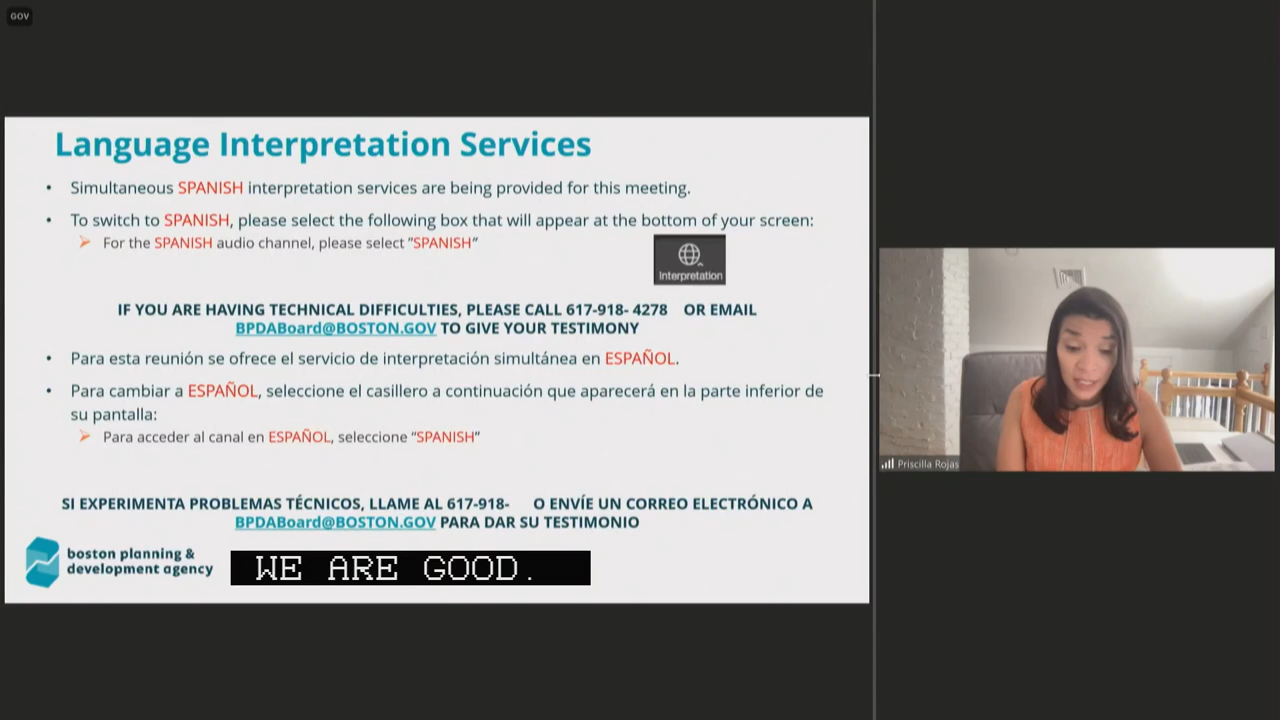 GOV
Language Interpretation Services
• Simultaneous SPANISH interpretation services are being provided for this meeting.
• To switch to SPANISH, please select the following box that will appear at the bottom of your screen:
➢ For the SPANISH audio channel, please select “SPANISH”
Interpretation
IF YOU ARE HAVING TECHNICAL DIFFICULTIES, PLEASE CALL 617-918- 4278 OR EMAIL
BPDABoard@BOSTON.GOV TO GIVE YOUR TESTIMONY
• Para esta reunión se ofrece el servicio de interpretación simultánea en ESPAÑOL.
• Para cambiar a ESPAÑOL, seleccione el casillero a continuación que aparecerá en la parte inferior de
su pantalla:
➢ Para acceder al canal en ESPAÑOL, seleccione “SPANISH”
SI EXPERIMENTA PROBLEMAS TÉCNICOS, LLAME AL 617-918- O ENVÍE UN CORREO ELECTRÓNICO A
BPDABoard@BOSTON.GOV PARA DAR SU TESTIMONIO
boston planning &
development agency
WE ARE GOOD.
Priscilla Rojas